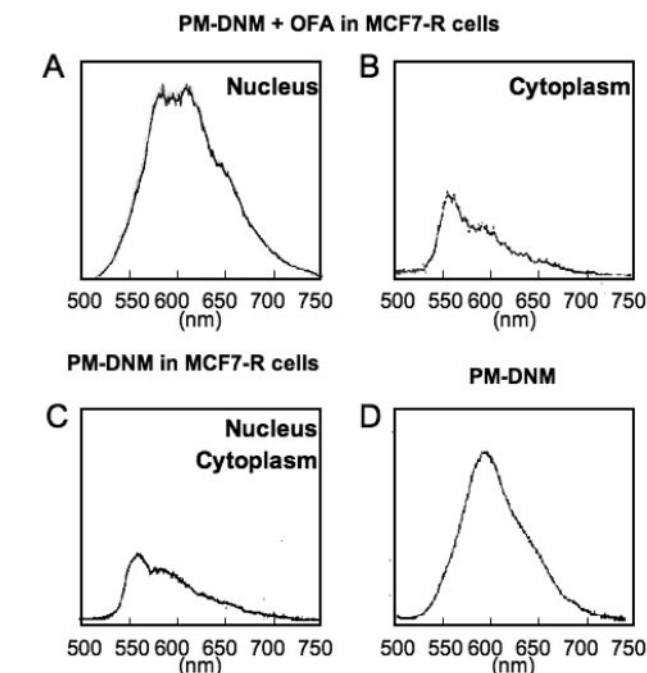 PM-DNM + OFA in MCF7-R cells
A
Nucleus
500 550 600 650 700 750
(nm)
B
Cytoplasm
500 550 600 650 700 750
(nm)
PM-DNM in MCF7-R cells
C
Nucleus
Cytoplasm
500 550 600 650 700 750
(nm)
PM-DNM
D
500 550 600 650 700 750
(nm)